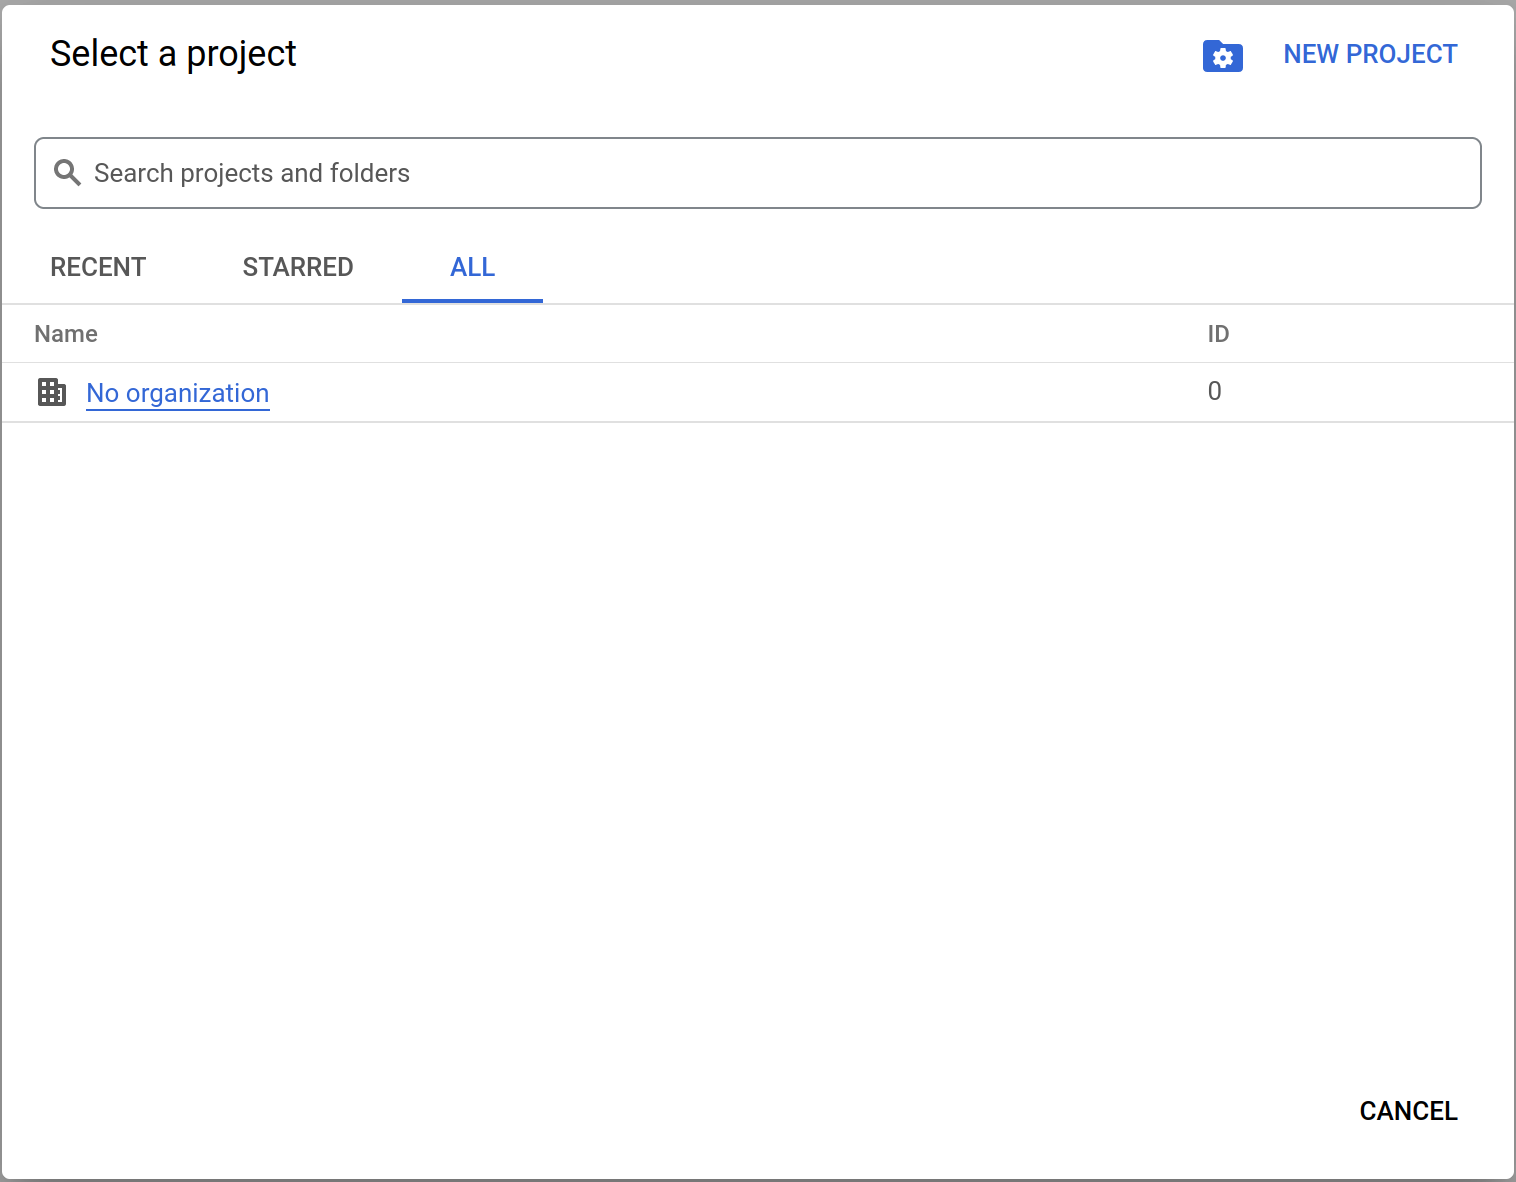 Select a project
NEW PROJECT
Search projects and folders
RECENT STARRED ALL
Name ID
No organization 0
CANCEL